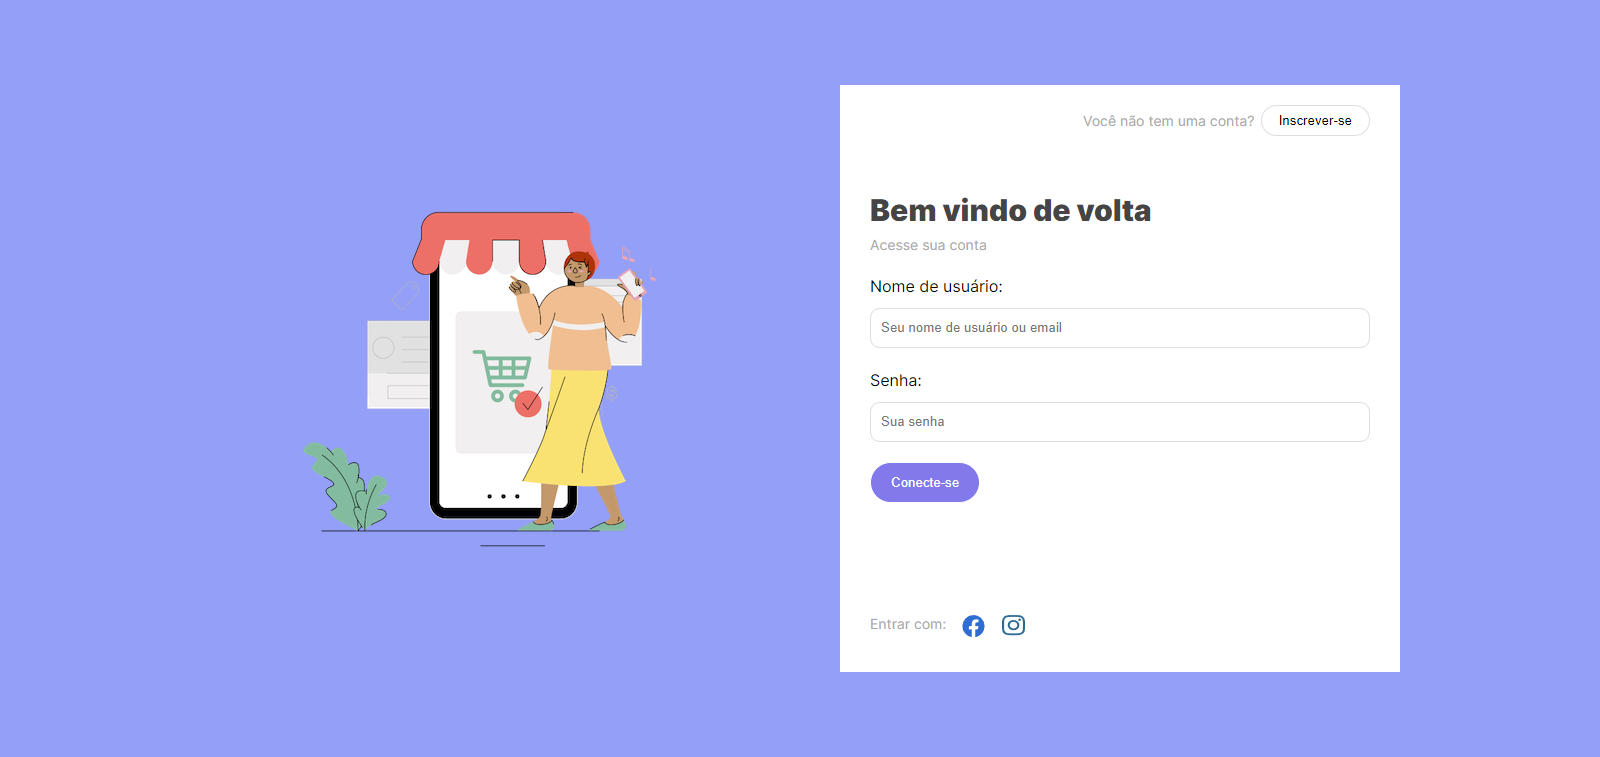 Você não tem uma conta? Inscrever-se
Bem vindo de volta
Acesse sua conta
Nome de usuário:
Seu nome de usuário ou email
Senha:
Sua senha
Conecte-se
Entrar com: